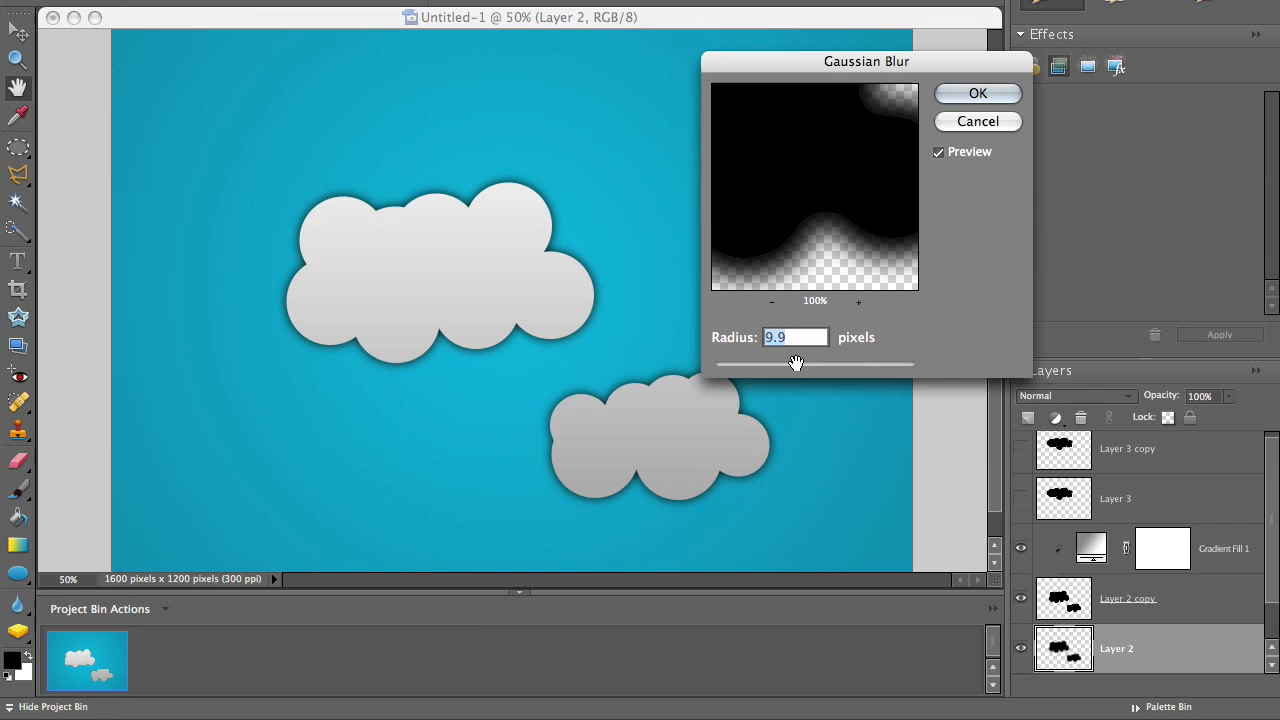 Untitled-1 @ 50% (Layer 2, RGB/8)
Effects
Gaussian Blur
OK
Cancel
Preview
- 100% +
Radius: 9.9 pixels
Apply
Layers
Normal
Opacity: 100%
Lock:
Layer 3 copy
Layer 3
Gradient Fill 1
Layer 2 copy
Layer 2
50%
1600 pixels x 1200 pixels (300 ppi)
Project Bin Actions
Hide Project Bin
Palette Bin
T
fx